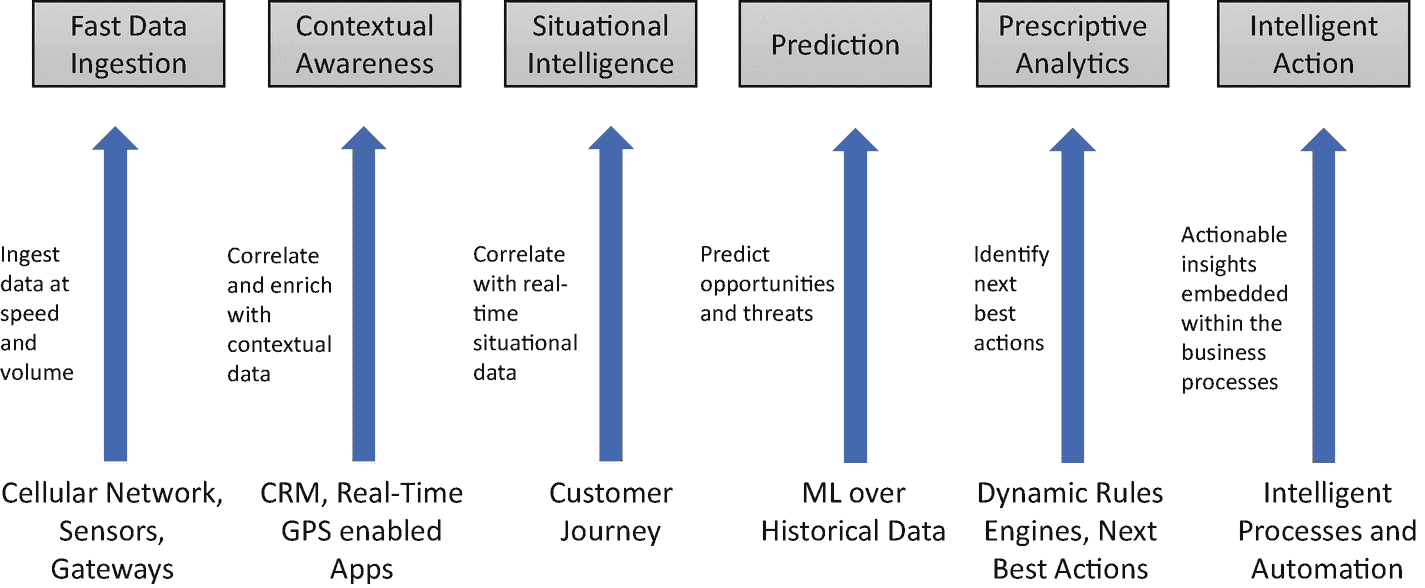 Fast Data
Ingestion
Contextual
Awareness
Situational
Intelligence
Prediction
Prescriptive
Analytics
Intelligent
Action
Ingest
data at
speed
and
volume
Correlate
and enrich
with
contextual
data
Correlate
with real-
time
situational
data
Predict
opportunities
and threats
Identify
next
best
actions
Actionable
insights
embedded
within the
business
processes
Cellular Network,
Sensors,
Gateways
CRM, Real-Time
GPS enabled
Apps
Customer
Journey
ML over
Historical Data
Dynamic Rules
Engines, Next
Best Actions
Intelligent
Processes and
Automation